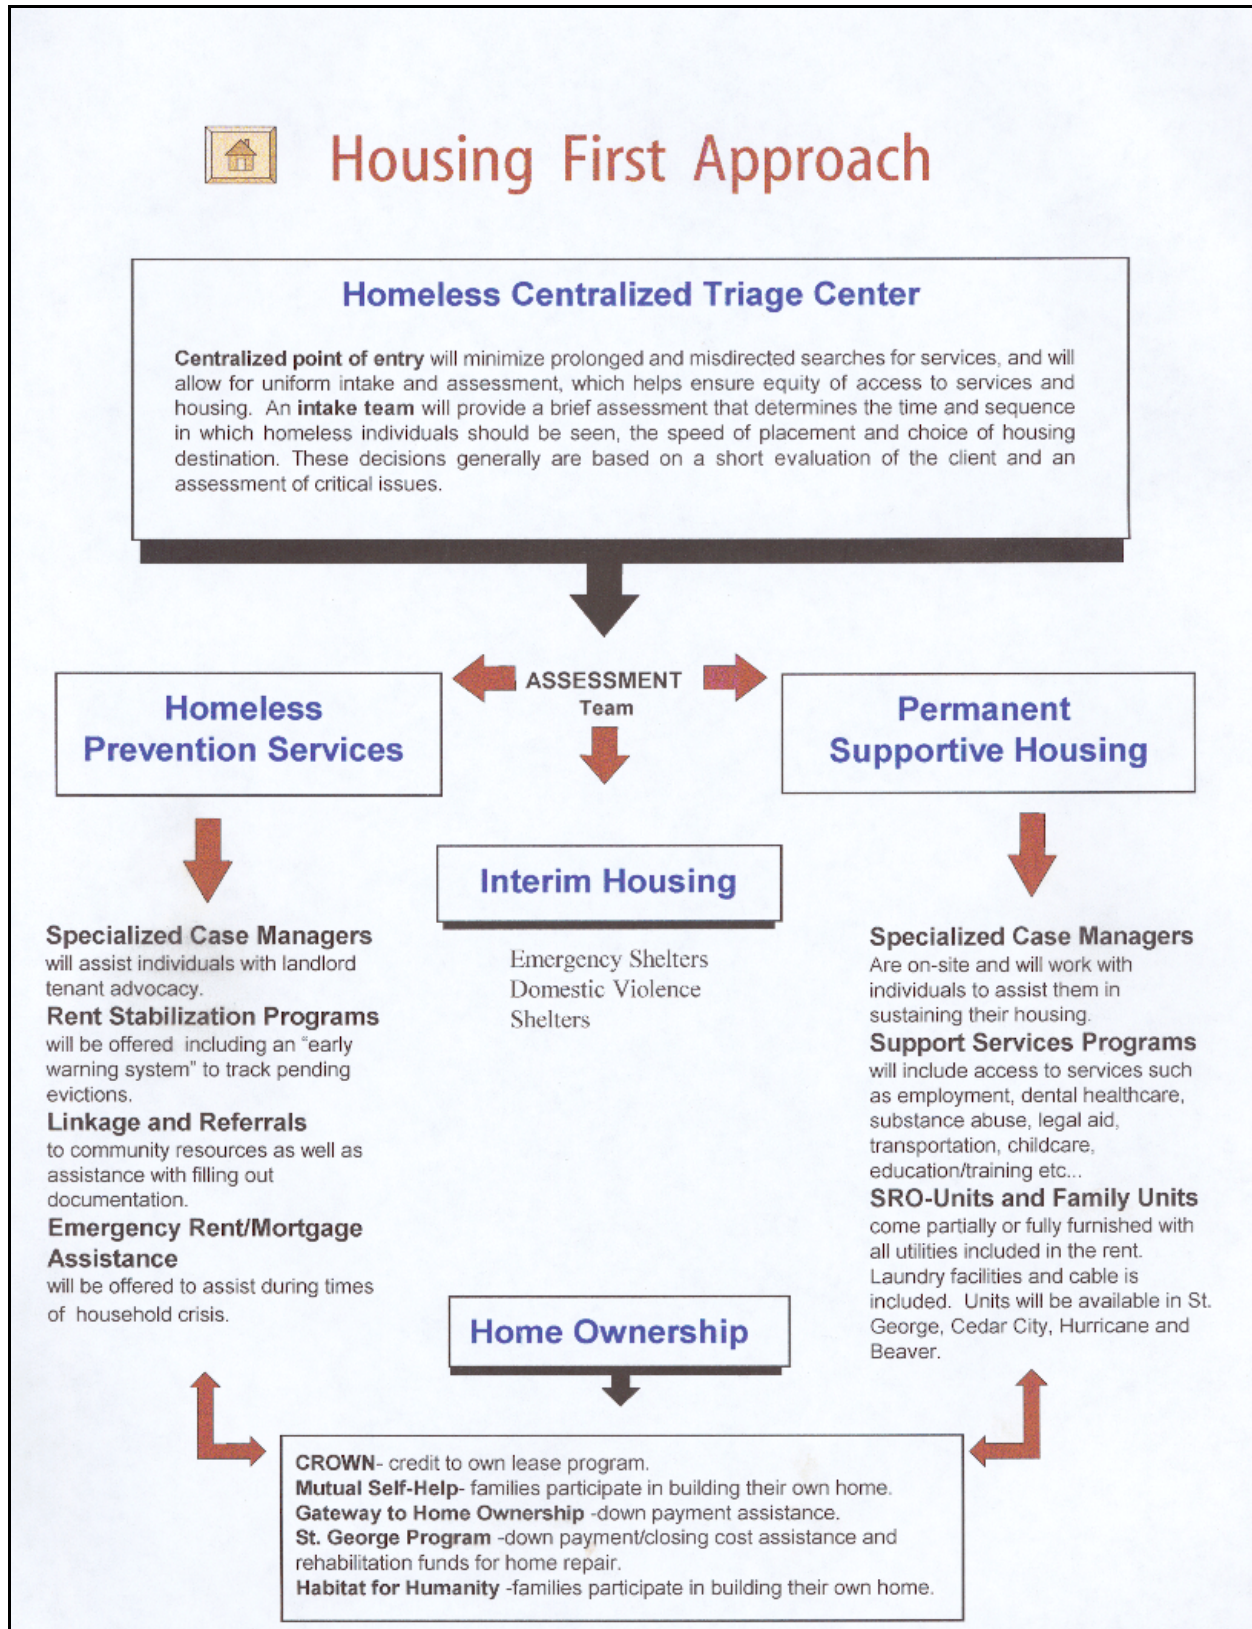 Housing First Approach
Homeless Centralized Triage Center
Centralized point of entry will minimize prolonged and misdirected searches for services, and will
allow for uniform intake and assessment, which helps ensure equity of access to services and
housing. An intake team will provide a brief assessment that determines the time and sequence
in which homeless individuals should be seen, the speed of placement and choice of housing
destination. These decisions generally are based on a short evaluation of the client and an
assessment of critical issues.
ASSESSMENT
Team
Homeless
Prevention Services
Specialized Case Managers
will assist individuals with landlord
tenant advocacy.
Rent Stabilization Programs
will be offered including an “early
warning system” to track pending
evictions.
Linkage and Referrals
to community resources as well as
assistance with filling out
documentation.
Emergency Rent/Mortgage
Assistance
will be offered to assist during times
of household crisis.
Interim Housing
Emergency Shelters
Domestic Violence
Shelters
Permanent
Supportive Housing
Specialized Case Managers
Are on-site and will work with
individuals to assist them in
sustaining their housing.
Support Services Programs
will include access to services such
as employment, dental healthcare,
substance abuse, legal aid,
transportation, childcare,
education/training etc...
SRO-Units and Family Units
come partially or fully furnished with
all utilities included in the rent.
Laundry facilities and cable is
included. Units will be available in St.
George, Cedar City, Hurricane and
Beaver.
Home Ownership
CROWN- credit to own lease program.
Mutual Self-Help- families participate in building their own home.
Gateway to Home Ownership -down payment assistance.
St. George Program -down payment/closing cost assistance and
rehabilitation funds for home repair.
Habitat for Humanity -families participate in building their own home.